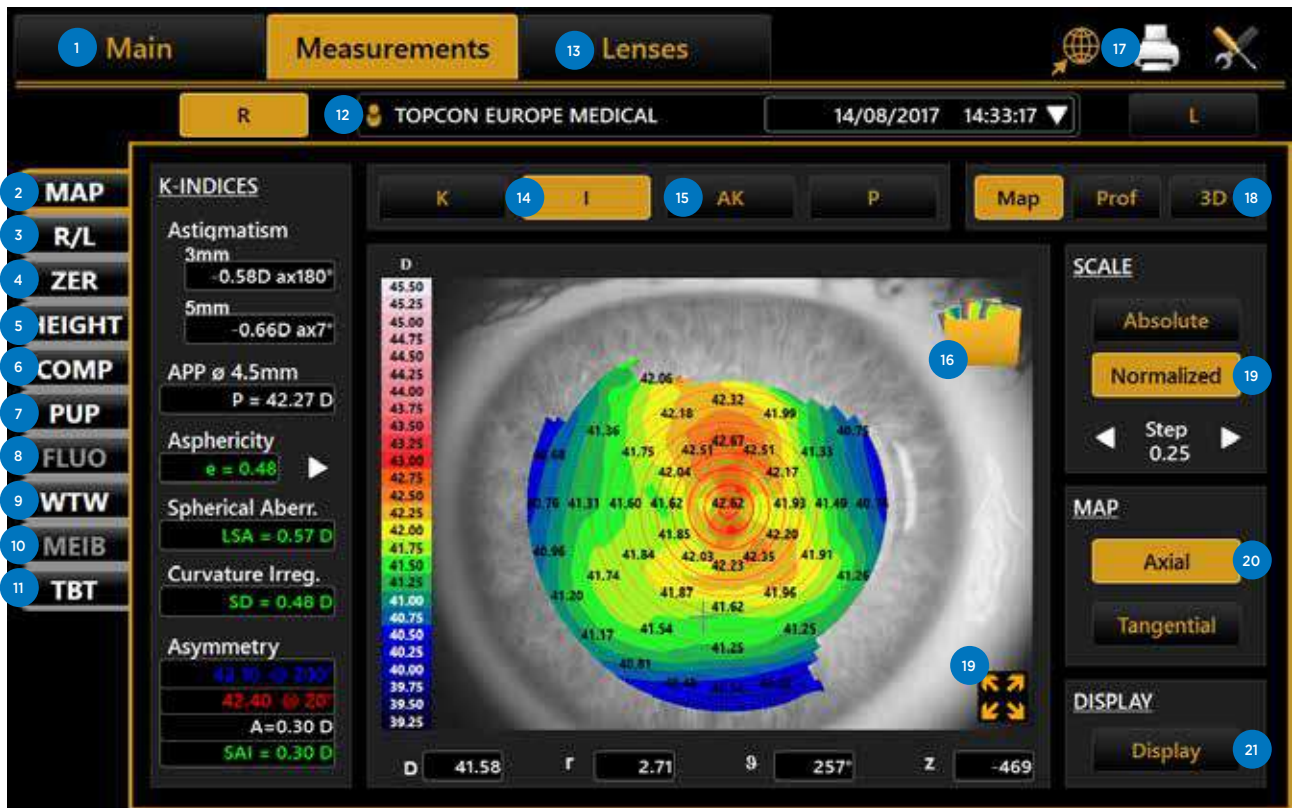 1 Main
Measurements
13 Lenses
17
R
12 TOPCON EUROPE MEDICAL
14/08/2017 14:33:17
L
2 MAP
3 R/L
4 ZER
5 HEIGHT
6 COMP
7 PUP
8 FLUO
9 WTW
10 MEIB
11 TBT
K-INDICES
Astigmatism
3mm
-0.58D ax180°
5mm
-0.66D ax7°
APP ø 4.5mm
P = 42.27 D
Asphericity
e = 0.48
Spherical Aberr.
LSA = 0.57 D
Curvature Irreg.
SD = 0.48 D
Asymmetry
42.40 @ 20°
A=0.30 D
SAI = 0.30 D
K
14 I
15 AK
P
Map
Prof
3D 18
D
45.50
45.25
45.00
44.75
44.50
44.25
44.00
43.75
43.50
43.25
43.00
42.75
42.50
42.25
42.00
41.75
41.50
41.25
41.00
40.75
40.50
40.25
40.00
39.75
39.50
39.25
16
42.06
42.32
42.18 41.99
41.36 40.75
42.67
41.75 42.51 42.51 41.33
42.04 42.17
41.31 41.60 41.62 42.62 41.93 41.49
41.85 42.20
40.96 41.84 42.03 42.35 41.91
42.23
41.74 41.26
41.20 41.87 41.96
41.62
41.17 41.54 41.25
41.25
40.81
19
D 41.58
r 2.71
ϑ 257°
z -469
SCALE
Absolute
Normalized 19
Step
0.25
MAP
Axial 20
Tangential
DISPLAY
Display 21